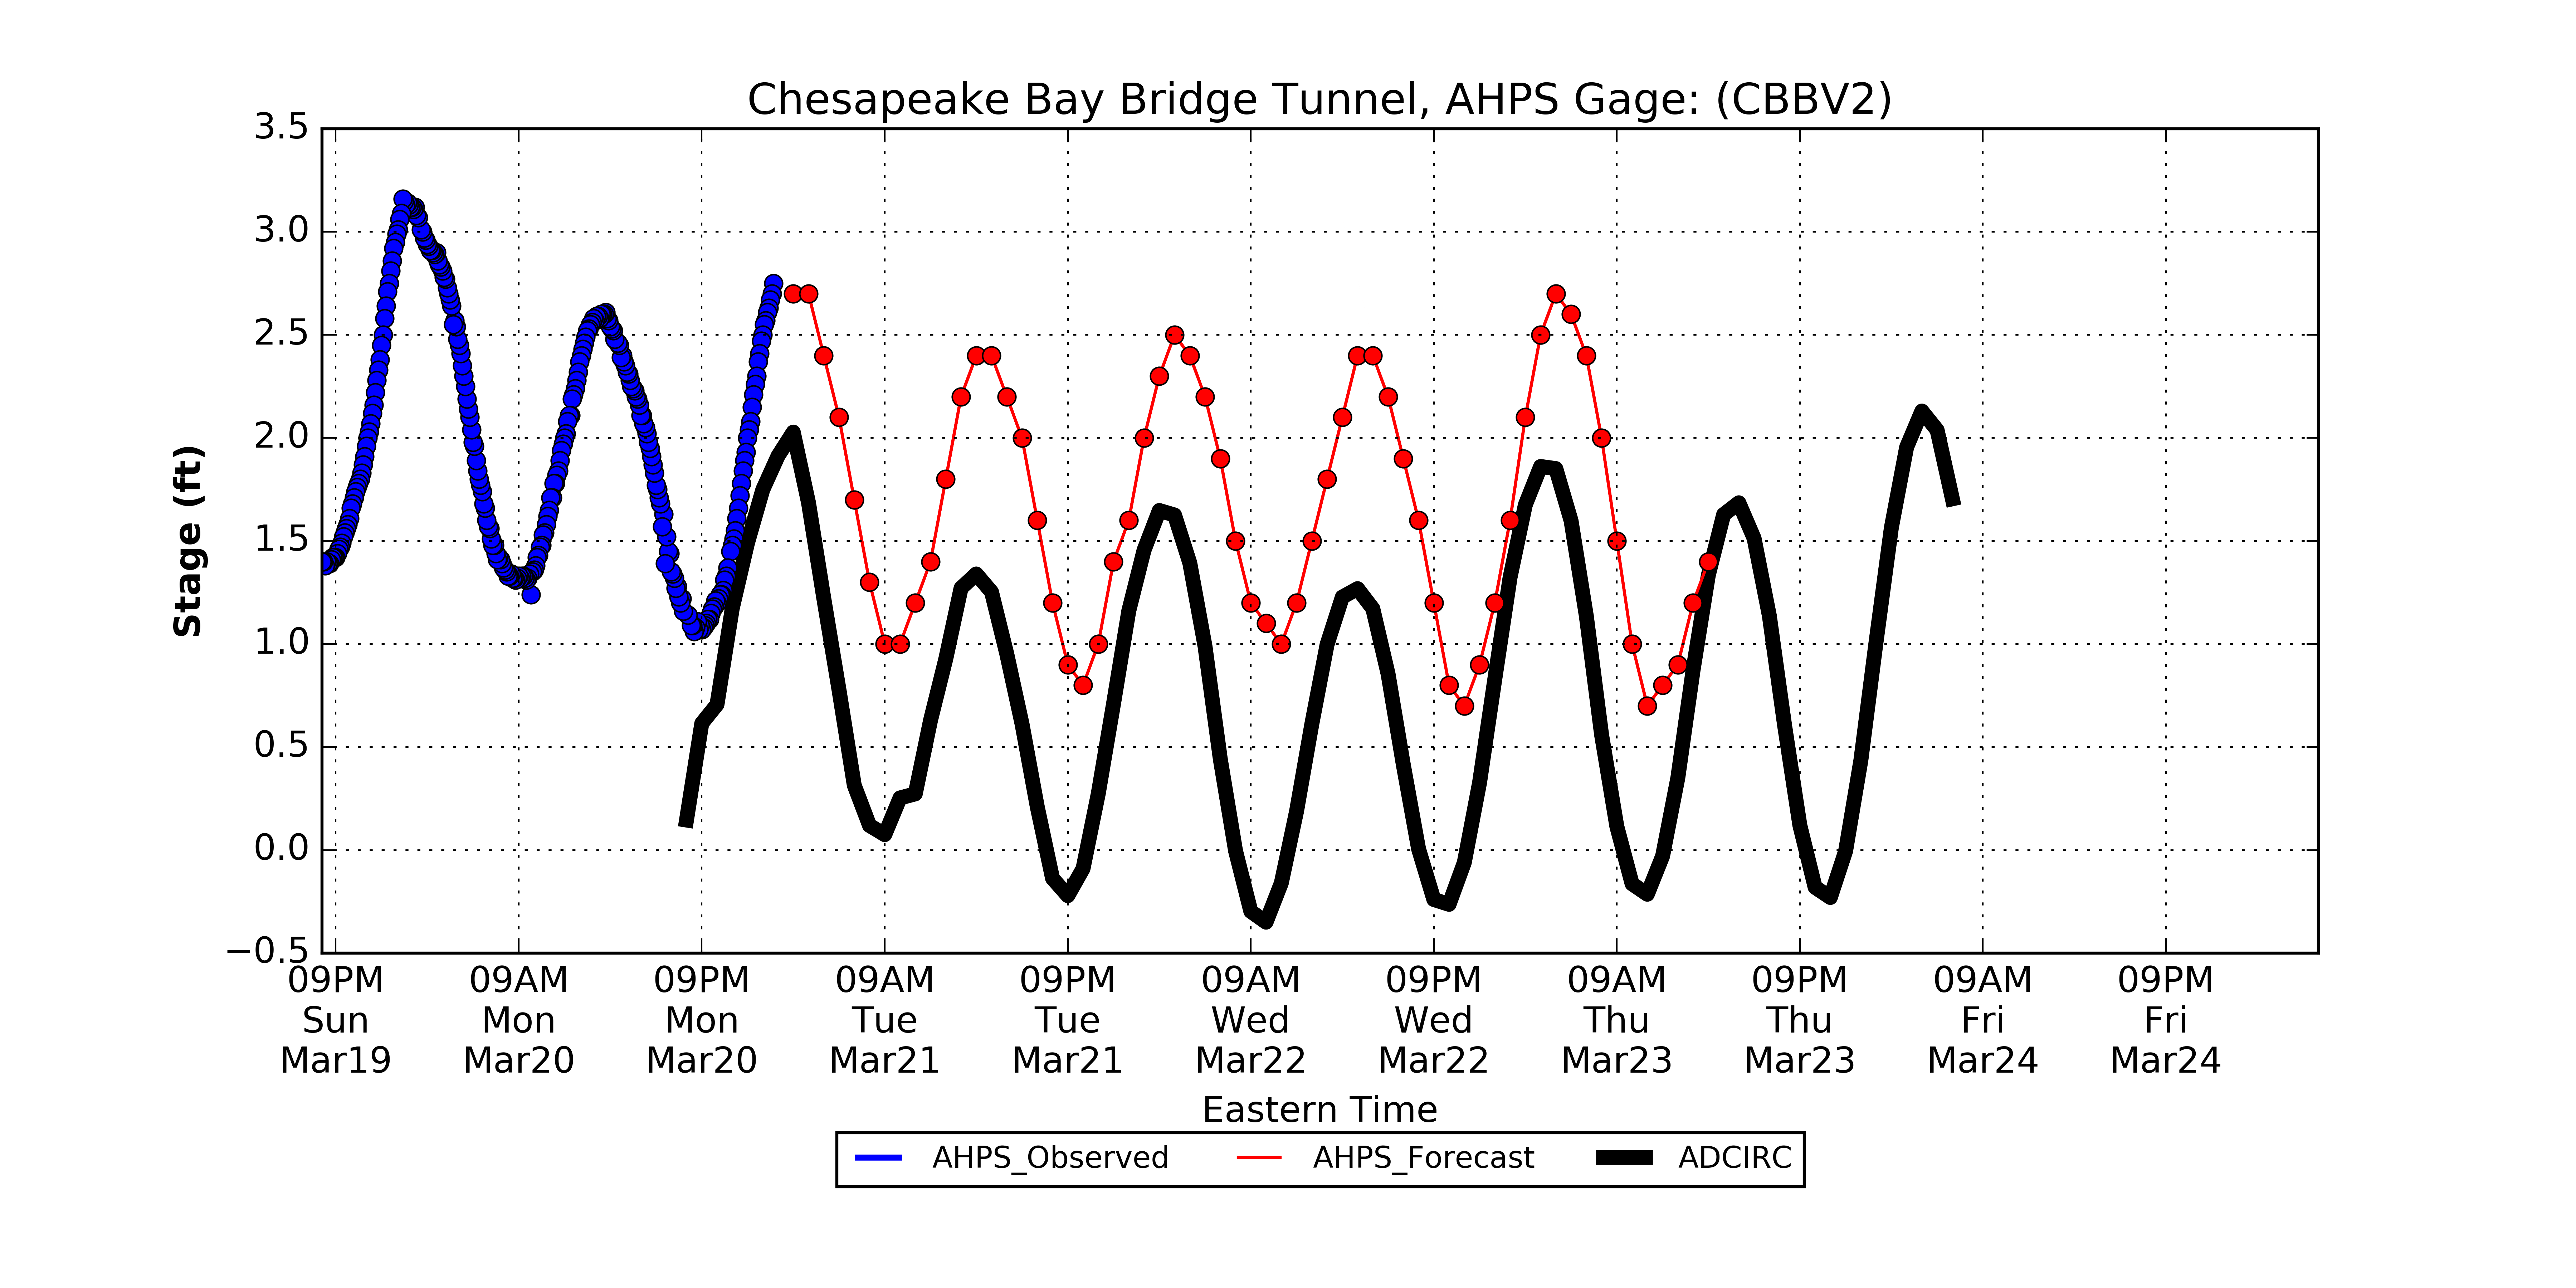 Chesapeake Bay Bridge Tunnel, AHPS Gage: (CBBV2)
3.5
3.0
2.5
2.0
1.5
1.0
0.5
0.0
−0.5
Stage (ft)
09PM 09AM 09PM 09AM 09PM 09AM 09PM 09AM 09PM 09AM 09PM
Sun Mon Mon Tue Tue Wed Wed Thu Thu Fri Fri
Mar19 Mar20 Mar20 Mar21 Mar21 Mar22 Mar22 Mar23 Mar23 Mar24 Mar24
Eastern Time
AHPS_Observed AHPS_Forecast ADCIRC